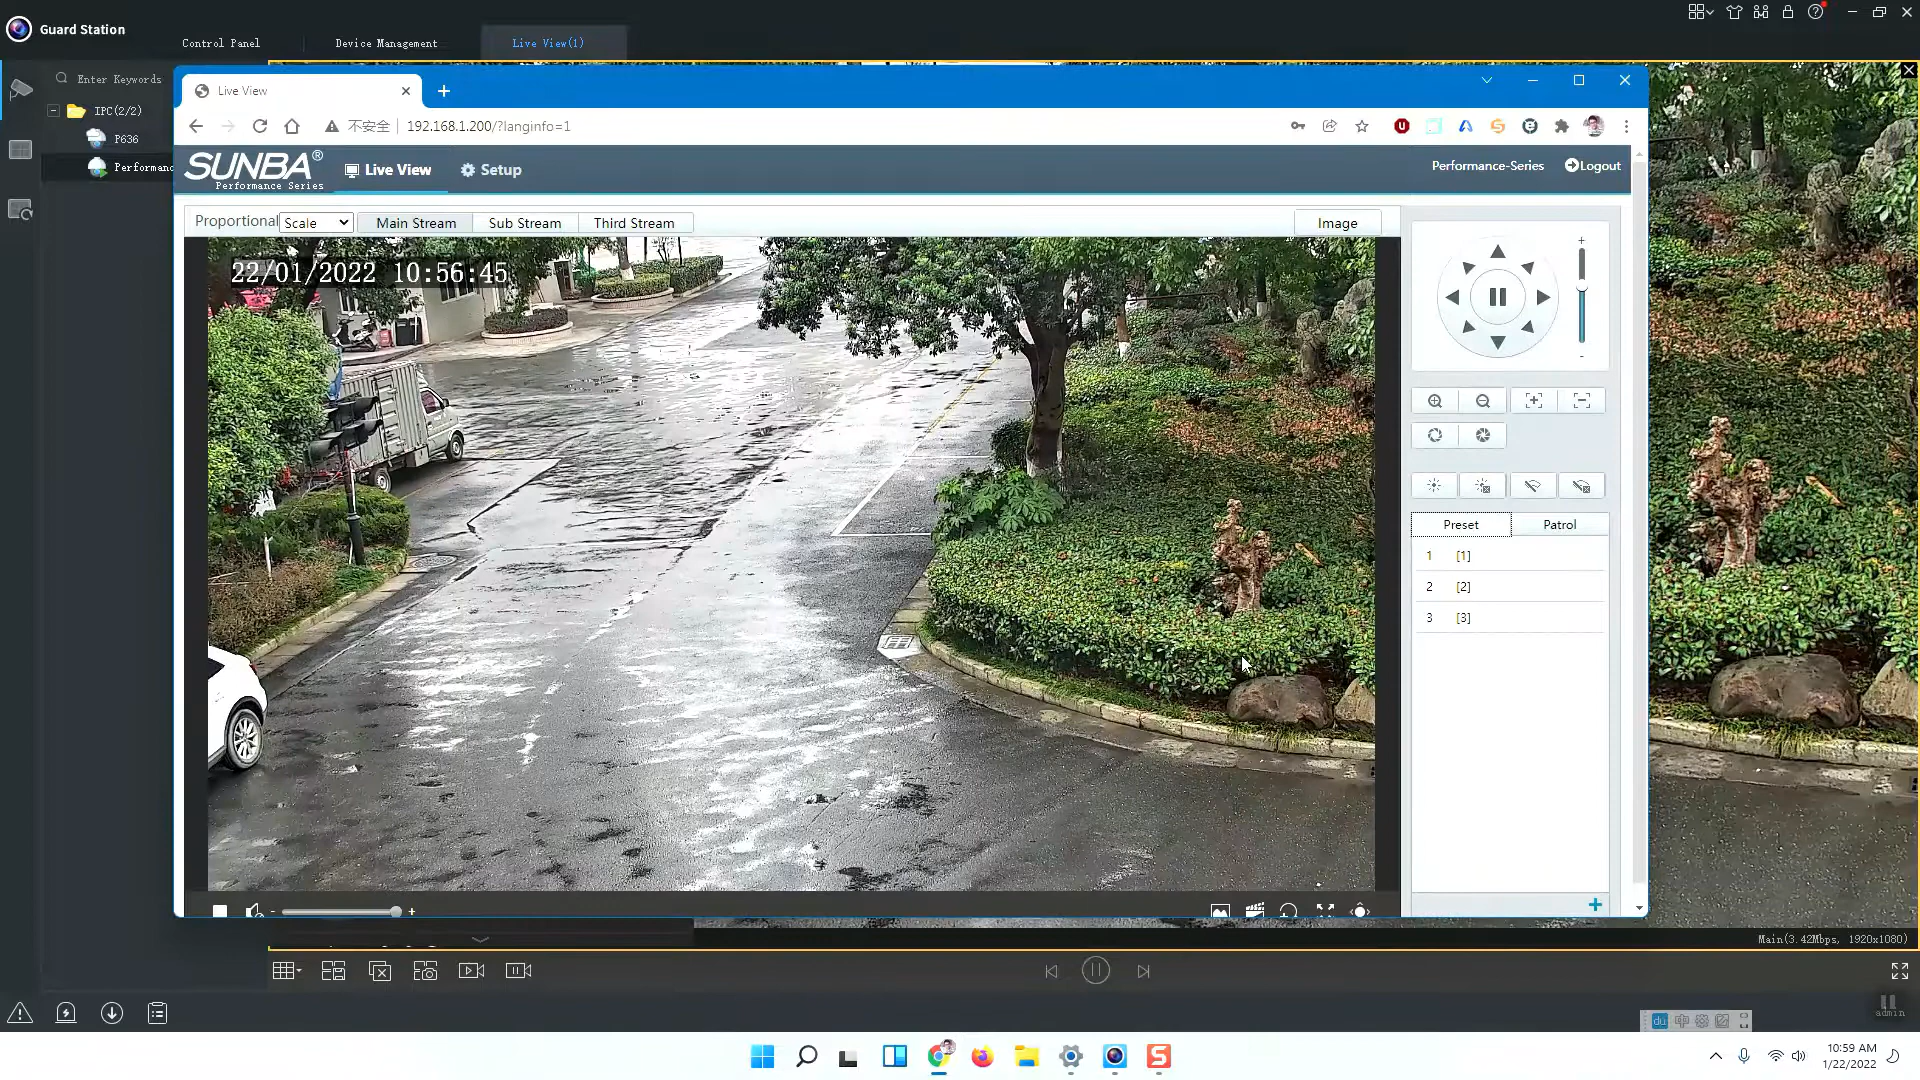 Guard Station
Control Panel
Device Management
Live View(1)
Enter Keywords
IPC(2/2)
P636
Live View
不安全
192.168.1.200/?langinfo=1
SUNBA®
Performance Series
Live View
Setup
Performance-Series
Logout
Proportional
Scale
Main Stream
Sub Stream
Third Stream
Image
22/01/2022 10:56:45
Preset
Patrol
1 [1]
2 [2]
3 [3]
Main(3.42Mbps, 1920x1080)
admin
du 中
10:59 AM
1/22/2022